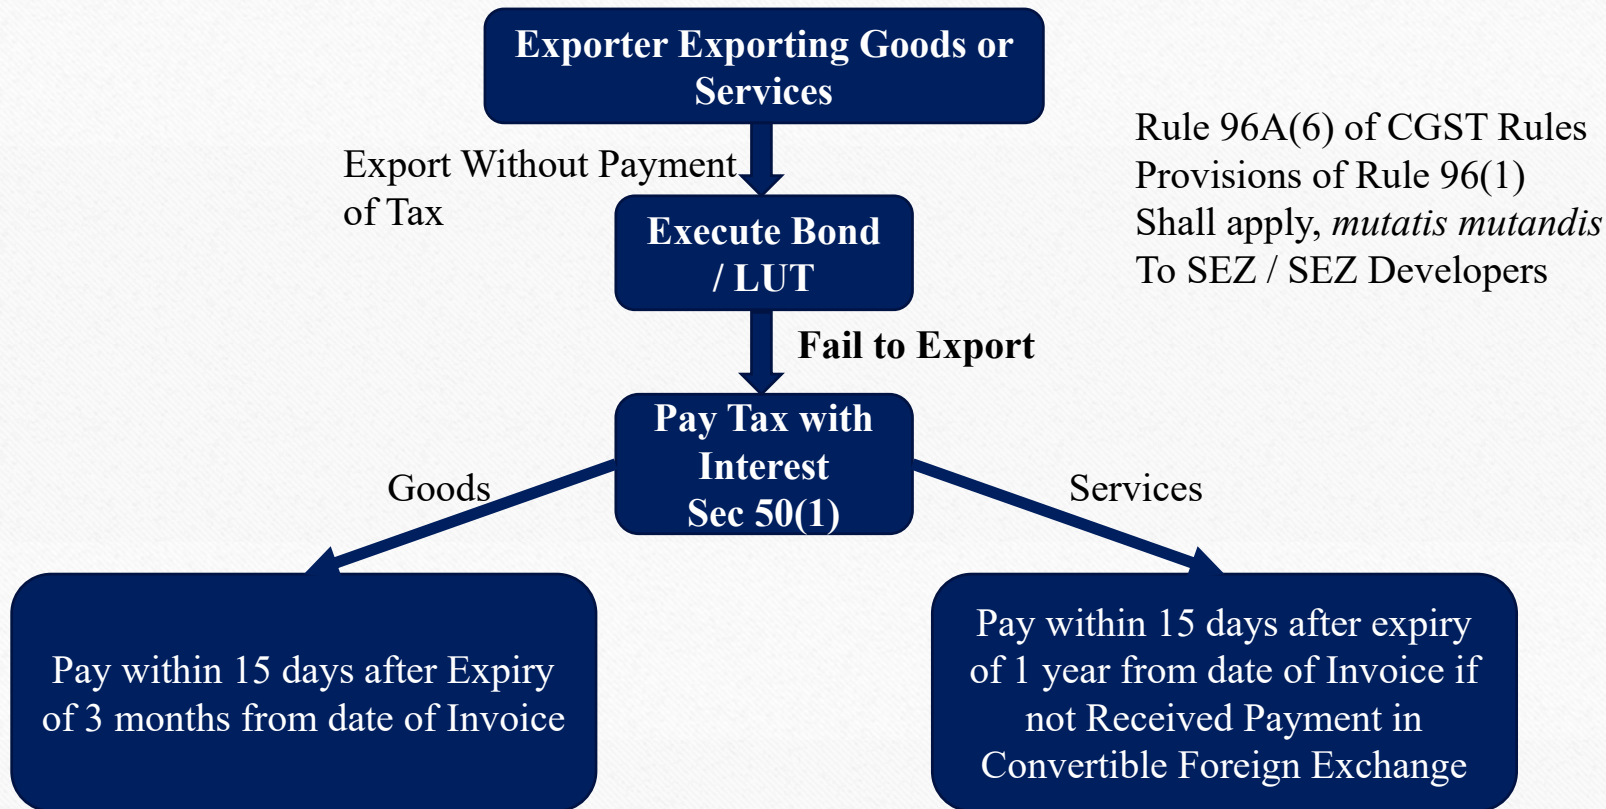 Exporter Exporting Goods or
Services
Export Without Payment
of Tax
Rule 96A(6) of CGST Rules
Provisions of Rule 96(1)
Shall apply, mutatis mutandis
To SEZ / SEZ Developers
Execute Bond
/ LUT
Fail to Export
Pay Tax with
Interest
Sec 50(1)
Goods
Services
Pay within 15 days after Expiry
of 3 months from date of Invoice
Pay within 15 days after expiry
of 1 year from date of Invoice if
not Received Payment in
Convertible Foreign Exchange